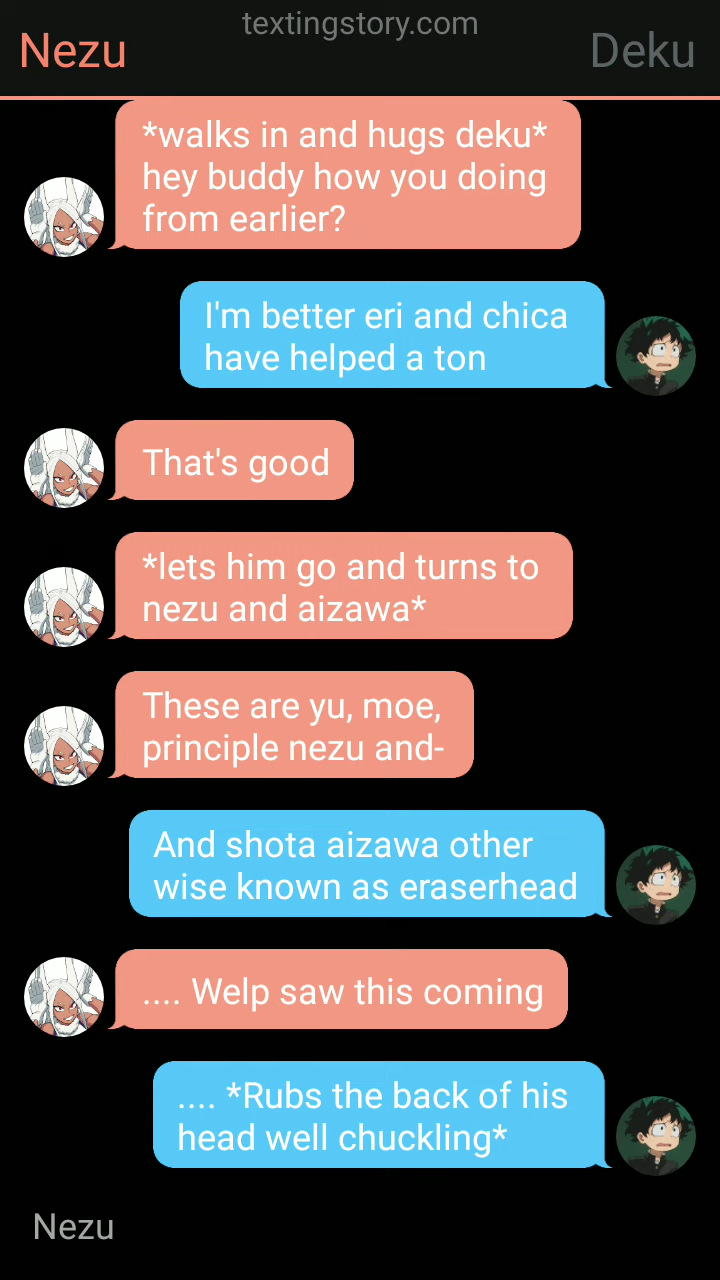 textingstory.com
Nezu
Deku
*walks in and hugs deku*
hey buddy how you doing
from earlier?
I'm better eri and chica
have helped a ton
That's good
*lets him go and turns to
nezu and aizawa*
These are yu, moe,
principle nezu and-
And shota aizawa other
wise known as eraserhead
.... Welp saw this coming
.... *Rubs the back of his
head well chuckling*
Nezu